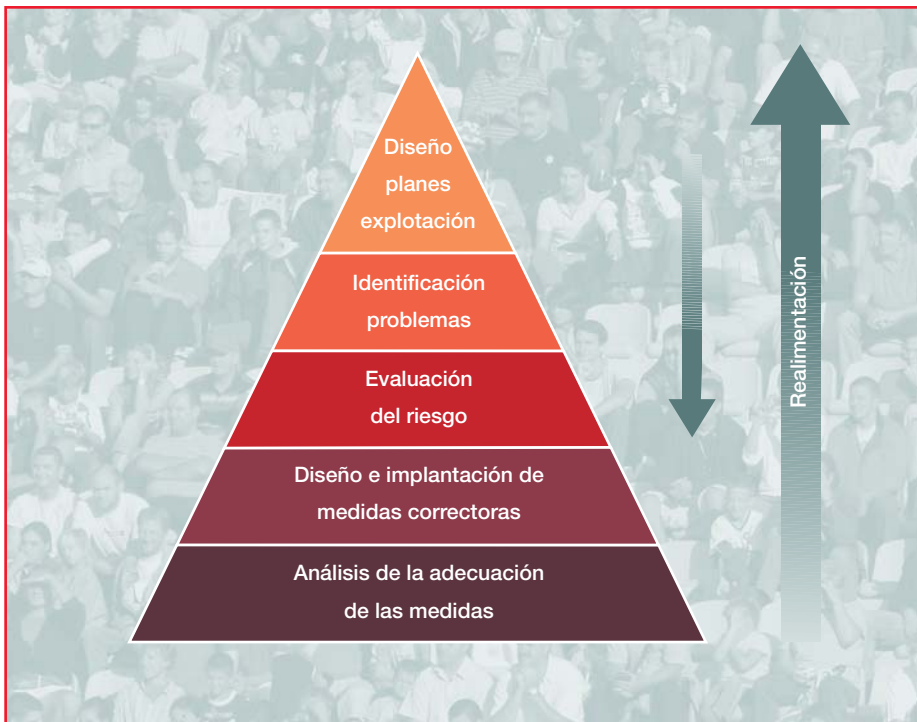 Diseño
planes
explotación
Identificación
problemas
Evaluación
del riesgo
Diseño e implantación de
medidas correctoras
Análisis de la adecuación
de las medidas
Realimentación